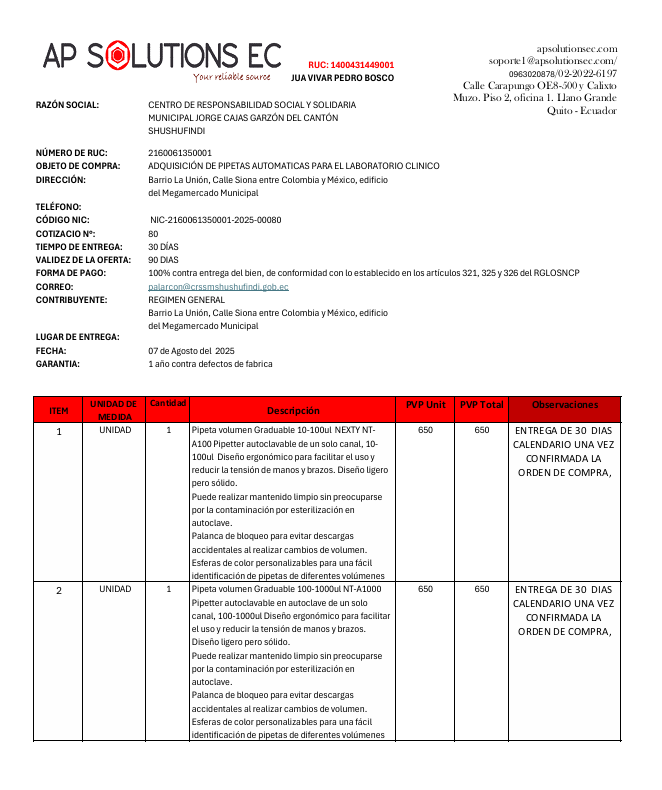 AP SOLUTIONS EC
Your reliable source
RUC: 1400431449001
JUA VIVAR PEDRO BOSCO
apsolutionsec.com
soporte1@apsolutionsec.com/
0963020878/02-2022-6197
Calle Carapungo OE8-500 y Calixto
Muzo. Piso 2, oficina 1. Llano Grande
Quito - Ecuador
RAZÓN SOCIAL: CENTRO DE RESPONSABILIDAD SOCIAL Y SOLIDARIA
MUNICIPAL JORGE CAJAS GARZÓN DEL CANTÓN
SHUSHUFINDI
NÚMERO DE RUC: 2160061350001
OBJETO DE COMPRA: ADQUISICIÓN DE PIPETAS AUTOMATICAS PARA EL LABORATORIO CLINICO
DIRECCIÓN: Barrio La Unión, Calle Siona entre Colombia y México, edificio
del Megamercado Municipal
TELÉFONO:
CÓDIGO NIC: NIC-2160061350001-2025-00080
COTIZACIO Nº: 80
TIEMPO DE ENTREGA: 30 DÍAS
VALIDEZ DE LA OFERTA: 90 DIAS
FORMA DE PAGO: 100% contra entrega del bien, de conformidad con lo establecido en los artículos 321, 325 y 326 del RGLOSNCP
CORREO: palarcon@crssmshushufindi.gob.ec
CONTRIBUYENTE: REGIMEN GENERAL
Barrio La Unión, Calle Siona entre Colombia y México, edificio
del Megamercado Municipal
LUGAR DE ENTREGA:
FECHA: 07 de Agosto del 2025
GARANTIA: 1 año contra defectos de fabrica
ITEM UNIDAD DE MEDIDA Cantidad Descripción PVP Unit PVP Total Observaciones
1 UNIDAD 1 Pipeta volumen Graduable 10-100ul NEXTY NT- 650 650 ENTREGA DE 30 DIAS
A100 Pipetter autoclavable de un solo canal, 10- CALENDARIO UNA VEZ
100ul Diseño ergonómico para facilitar el uso y CONFIRMADA LA
reducir la tensión de manos y brazos. Diseño ligero ORDEN DE COMPRA,
pero sólido.
Puede realizar mantenido limpio sin preocuparse
por la contaminación por esterilización en
autoclave.
Palanca de bloqueo para evitar descargas
accidentales al realizar cambios de volumen.
Esferas de color personalizables para una fácil
identificación de pipetas de diferentes volúmenes
2 UNIDAD 1 Pipeta volumen Graduable 100-1000ul NT-A1000 650 650 ENTREGA DE 30 DIAS
Pipetter autoclavable en autoclave de un solo CALENDARIO UNA VEZ
canal, 100-1000ul Diseño ergonómico para facilitar CONFIRMADA LA
el uso y reducir la tensión de manos y brazos. ORDEN DE COMPRA,
Diseño ligero pero sólido.
Puede realizar mantenido limpio sin preocuparse
por la contaminación por esterilización en
autoclave.
Palanca de bloqueo para evitar descargas
accidentales al realizar cambios de volumen.
Esferas de color personalizables para una fácil
identificación de pipetas de diferentes volúmenes